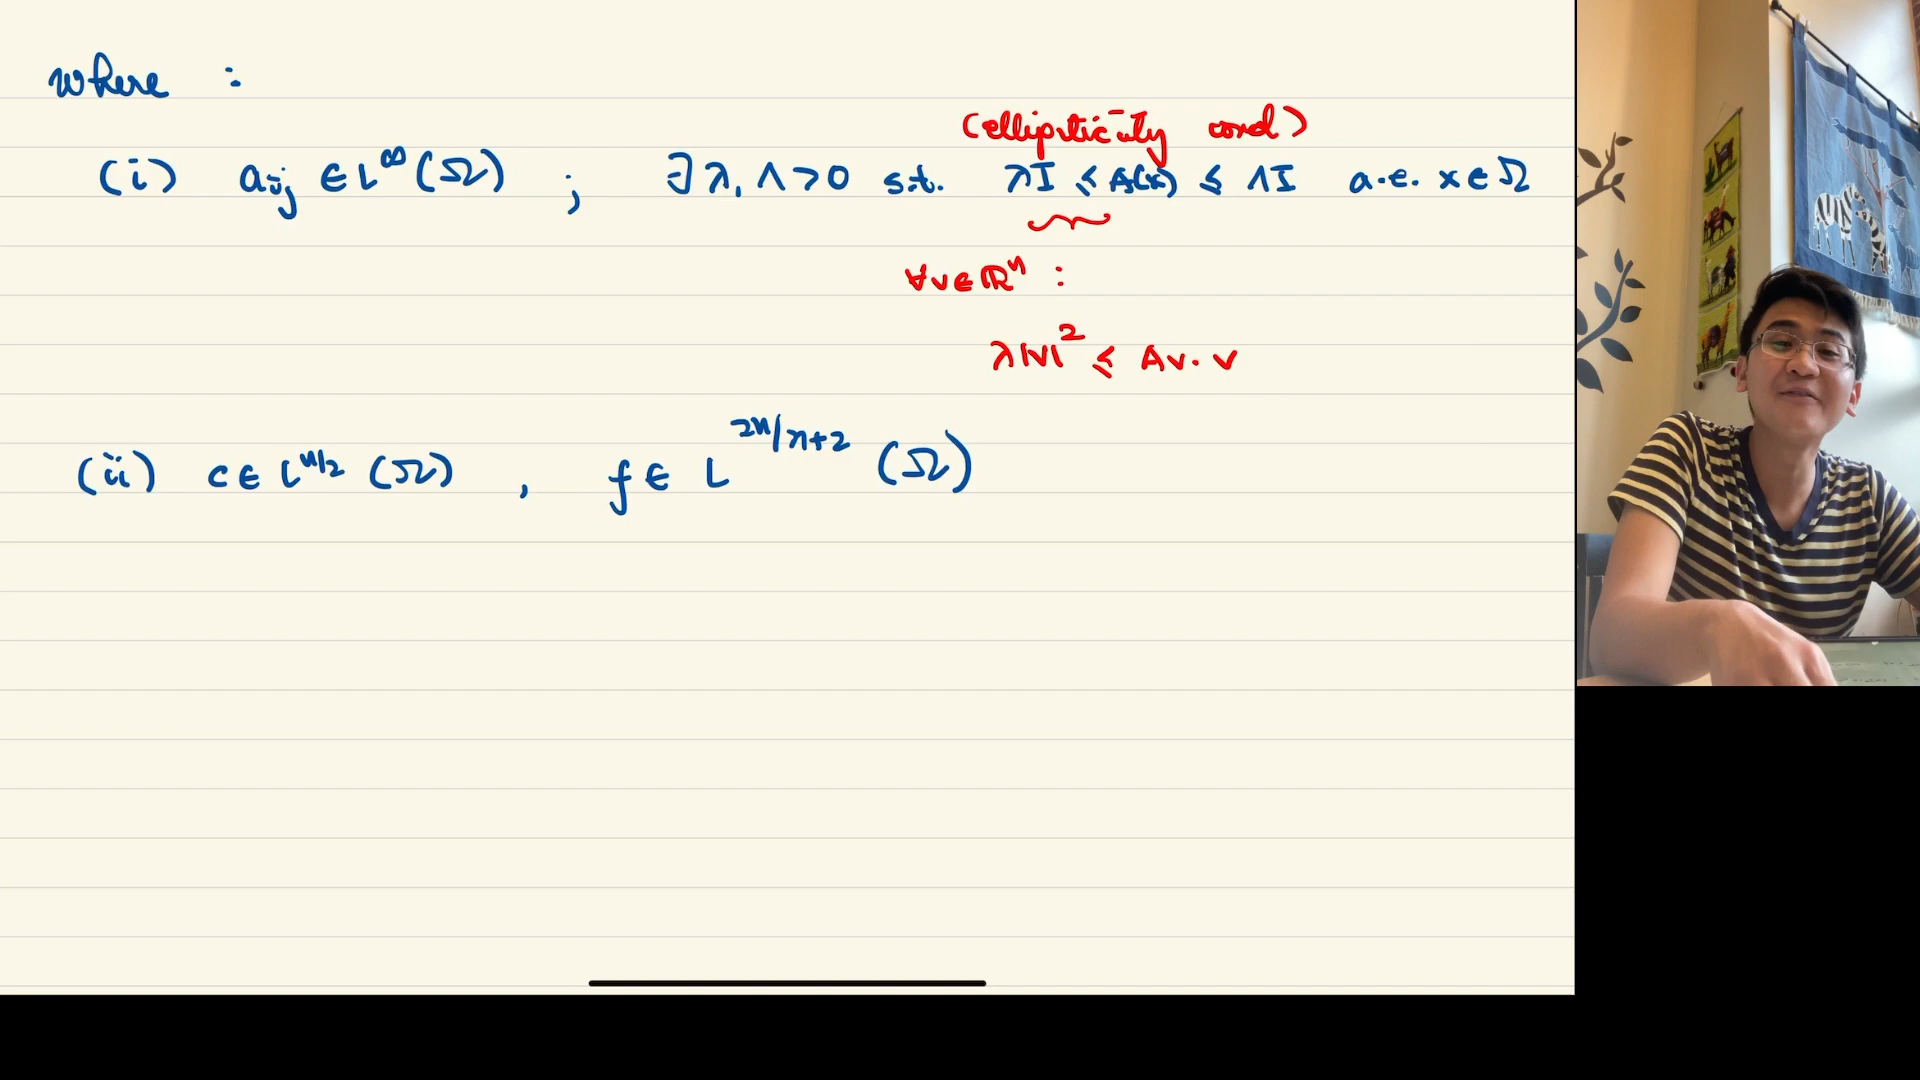 where :
(ellipticity cond)
(i) aᵢⱼ ∈ L^∞(Ω) ; ∃ λ, Λ > 0 s.t. λI ≤ A(x) ≤ ΛI a.e. x ∈ Ω
∀v∈ℝⁿ :
λ|v|² ≤ Av·v
(ii) c ∈ L^{n/2} (Ω) , f ∈ L^{2n/n+2} (Ω)